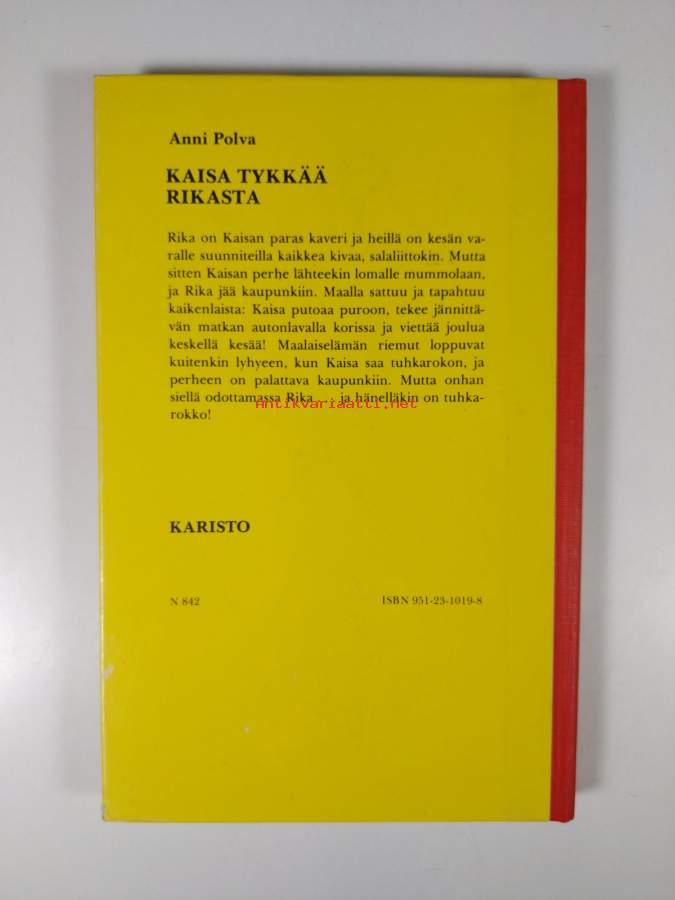 Anni Polva
KAISA TYKKÄÄ
RIKASTA
Rika on Kaisan paras kaveri ja heillä on kesän va-
ralle suunniteilla kaikkea kivaa, salaliittokin. Mutta
sitten Kaisan perhe lähteekin lomalle mummolaan,
ja Rika jää kaupunkiin. Maalla sattuu ja tapahtuu
kaikenlaista: Kaisa putoaa puroon, tekee jännittä-
vän matkan autonlavalla korissa ja viettää joulua
keskellä kesää! Maalaiselämän riemut loppuvat
kuitenkin lyhyeen, kun Kaisa saa tuhkarokon, ja
perheen on palattava kaupunkiin. Mutta onhan
siellä odottamassa Rika ... ja hänelläkin on tuhka-
Antikvariaatti.net
rokko!
KARISTO
N 842
ISBN 951-23-1019-8